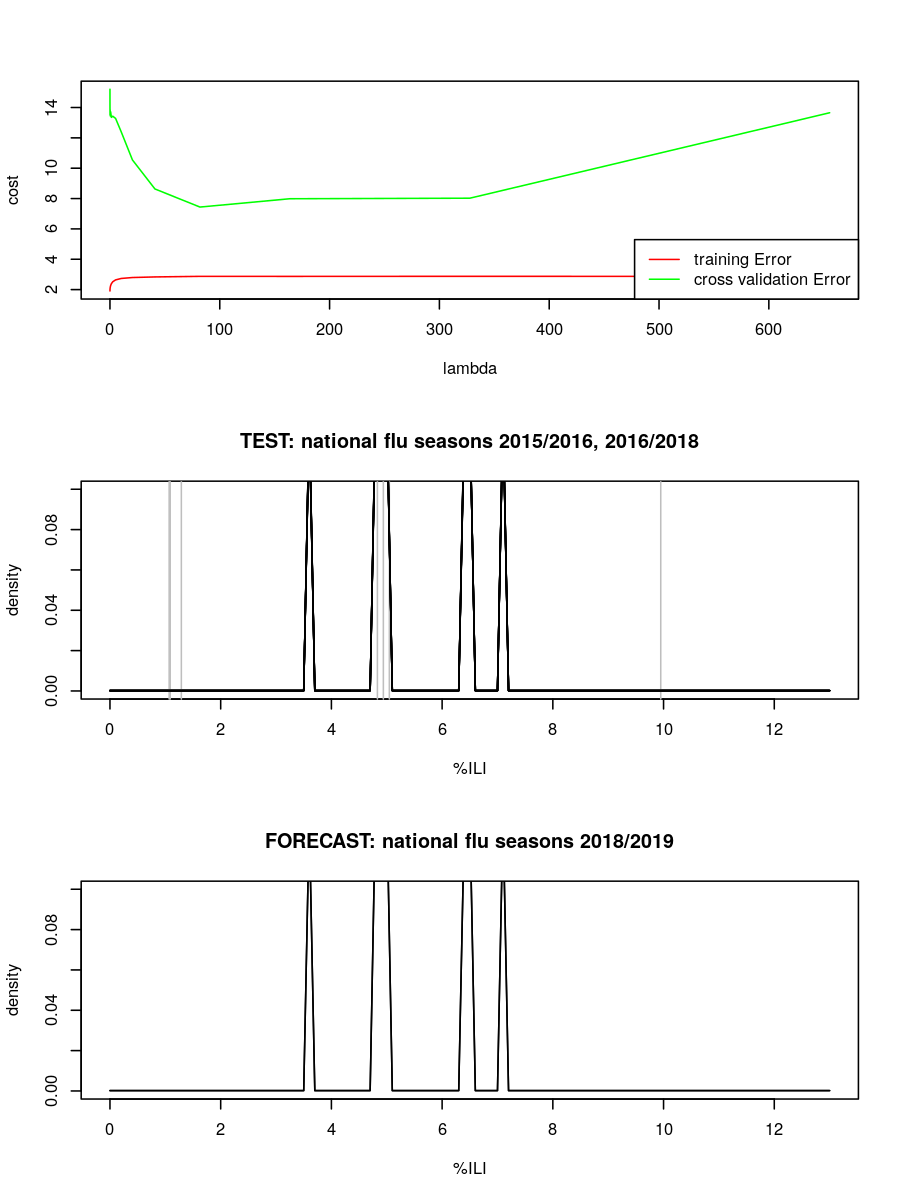 14
10
8
6
4
2
cost
training Error
cross validation Error
0 100 200 300 400 500 600
lambda
TEST: national flu seasons 2015/2016, 2016/2018
0.08
0.04
0.00
density
0 2 4 6 8 10 12
%ILI
FORECAST: national flu seasons 2018/2019
0.08
0.04
0.00
density
0 2 4 6 8 10 12
%ILI